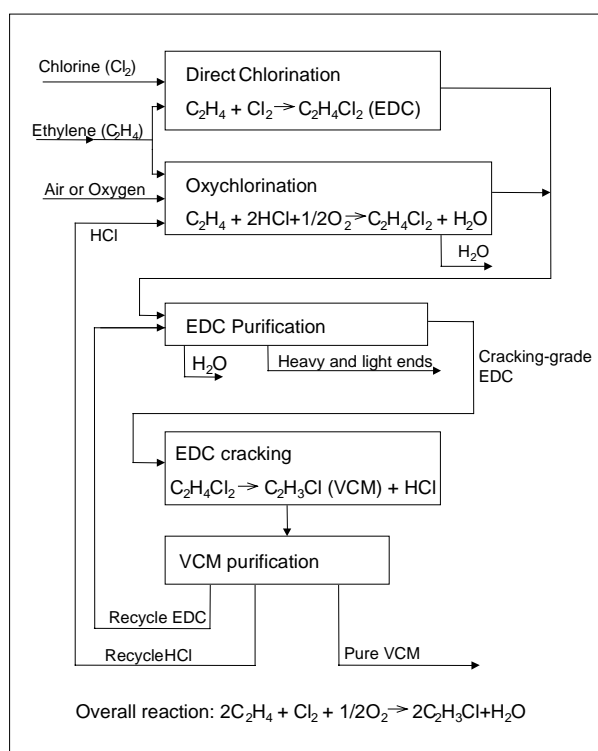 Chlorine (Cl₂)
Direct Chlorination
C₂H₄ + Cl₂→C₂H₄Cl₂ (EDC)
Ethylene (C₂H₄)
Air or Oxygen
Oxychlorination
HCl
C₂H₄ + 2HCl+1/2O₂→C₂H₄Cl₂ + H₂O
H₂O
EDC Purification
H₂O
Heavy and light ends
Cracking-grade
EDC
EDC cracking
C₂H₄Cl₂→ C₂H₃Cl (VCM) + HCl
VCM purification
Recycle EDC
RecycleHCl
Pure VCM
Overall reaction: 2C₂H₄ + Cl₂ + 1/2O₂→2C₂H₃Cl+H₂O